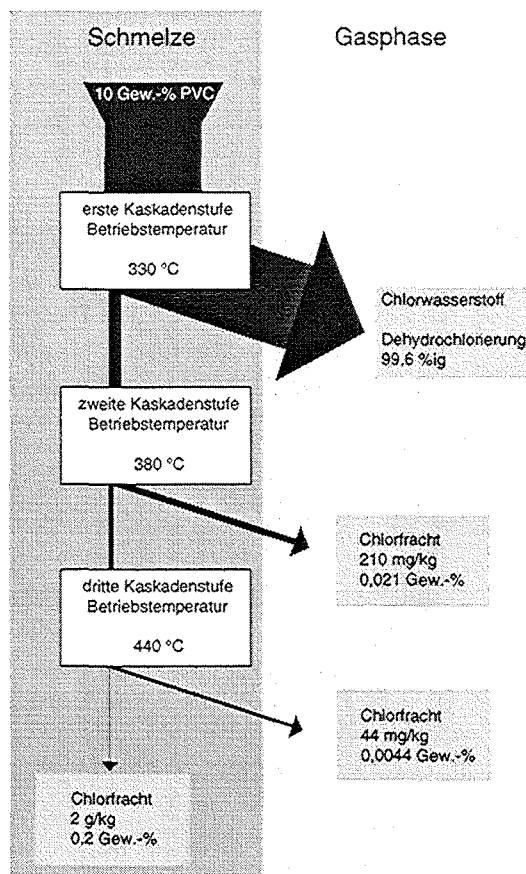 Schmelze
Gasphase
10 Gew.-% PVC
erste Kaskadenstufe
Betriebstemperatur
330 °C
Chlorwasserstoff
Dehydrochlorierung
99,6 %ig
zweite Kaskadenstufe
Betriebstemperatur
380 °C
Chlorfracht
210 mg/kg
0,021 Gew.-%
dritte Kaskadenstufe
Betriebstemperatur
440 °C
Chlorfracht
44 mg/kg
0,0044 Gew.-%
Chlorfracht
2 g/kg
0,2 Gew.-%